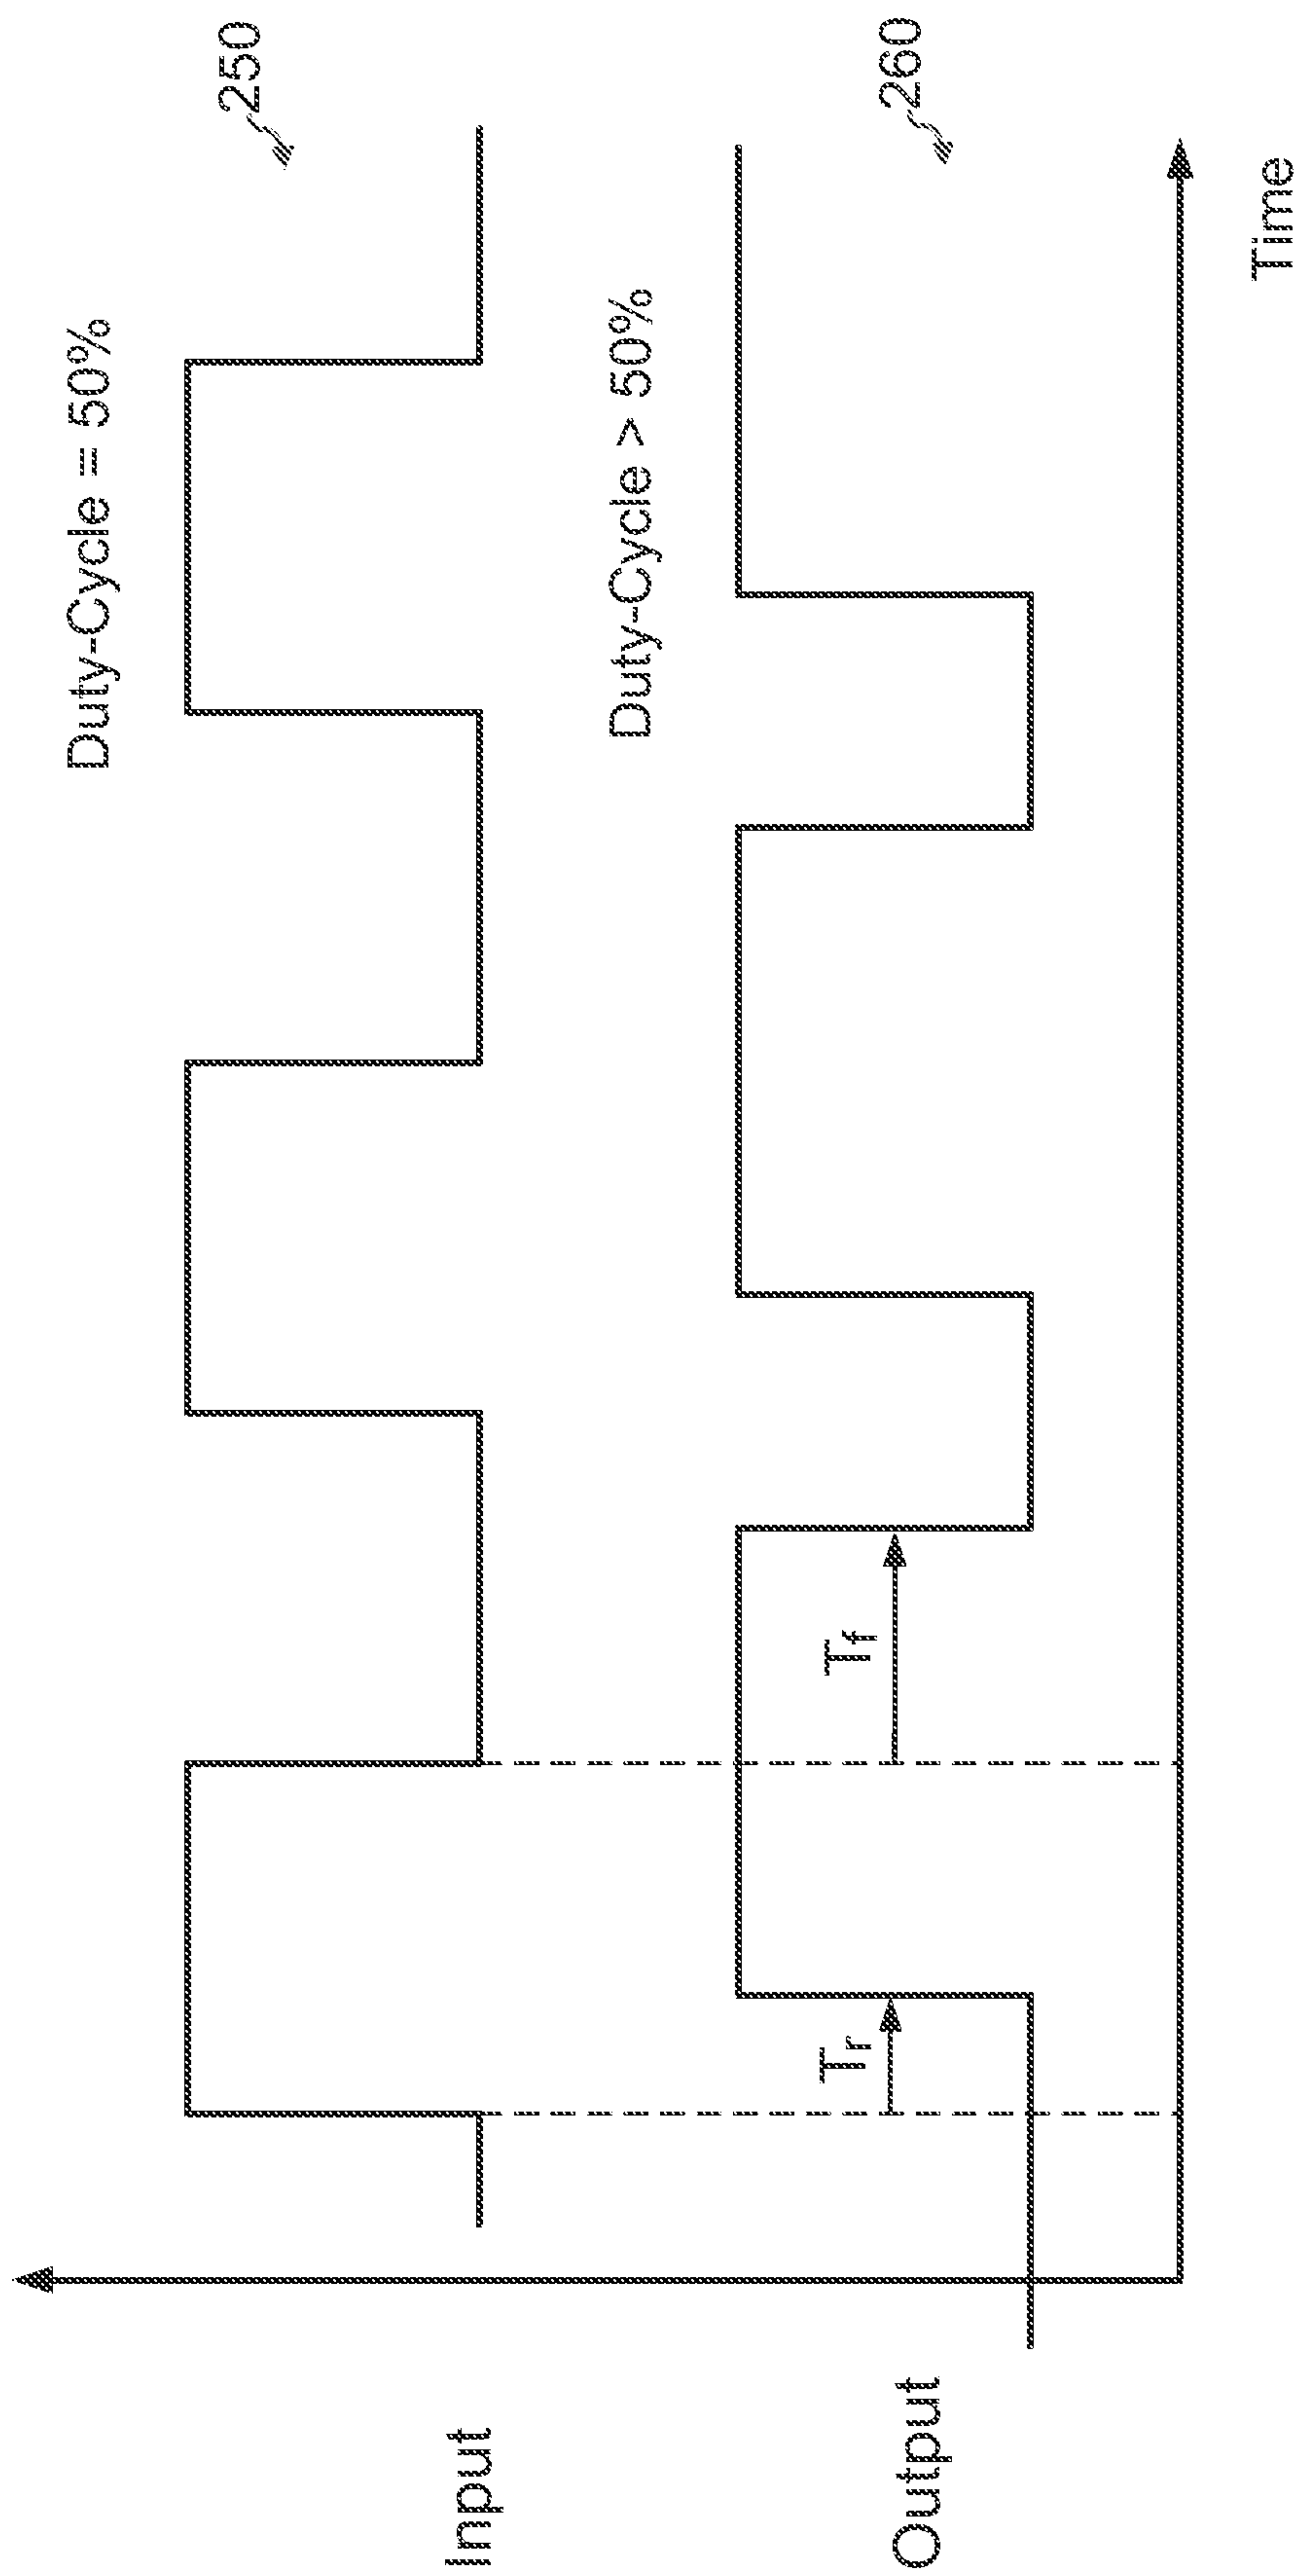 Duty-Cycle = 50%
250
Input
Duty-Cycle > 50%
260
Tr
Tf
Output
Time